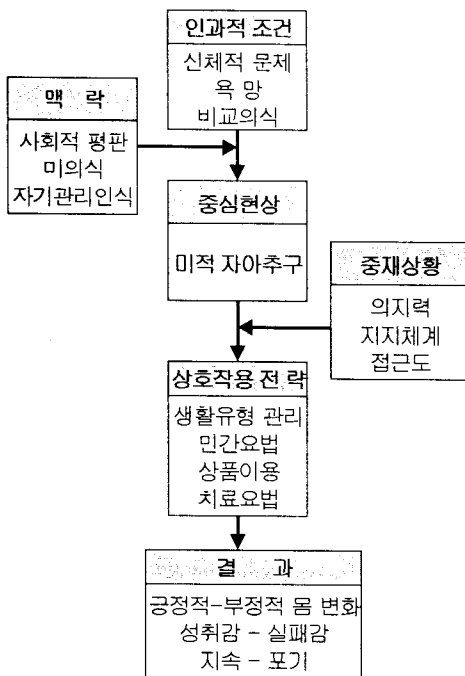 인과적 조건
신체적 문제
욕 망
비교의식
맥 락
사회적 평판
미의식
자기관리인식
중심현상
미적 자아추구
중재상황
의지력
지지체계
접근도
상호작용 전략
생활유형 관리
민간요법
상품이용
치료요법
결 과
긍정적-부정적 몸 변화
성취감 - 실패감
지속 - 포기